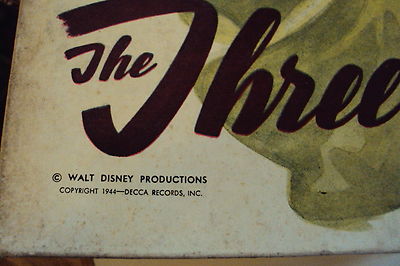 The Three
© WALT DISNEY PRODUCTIONS
COPYRIGHT 1944—DECCA RECORDS, INC.